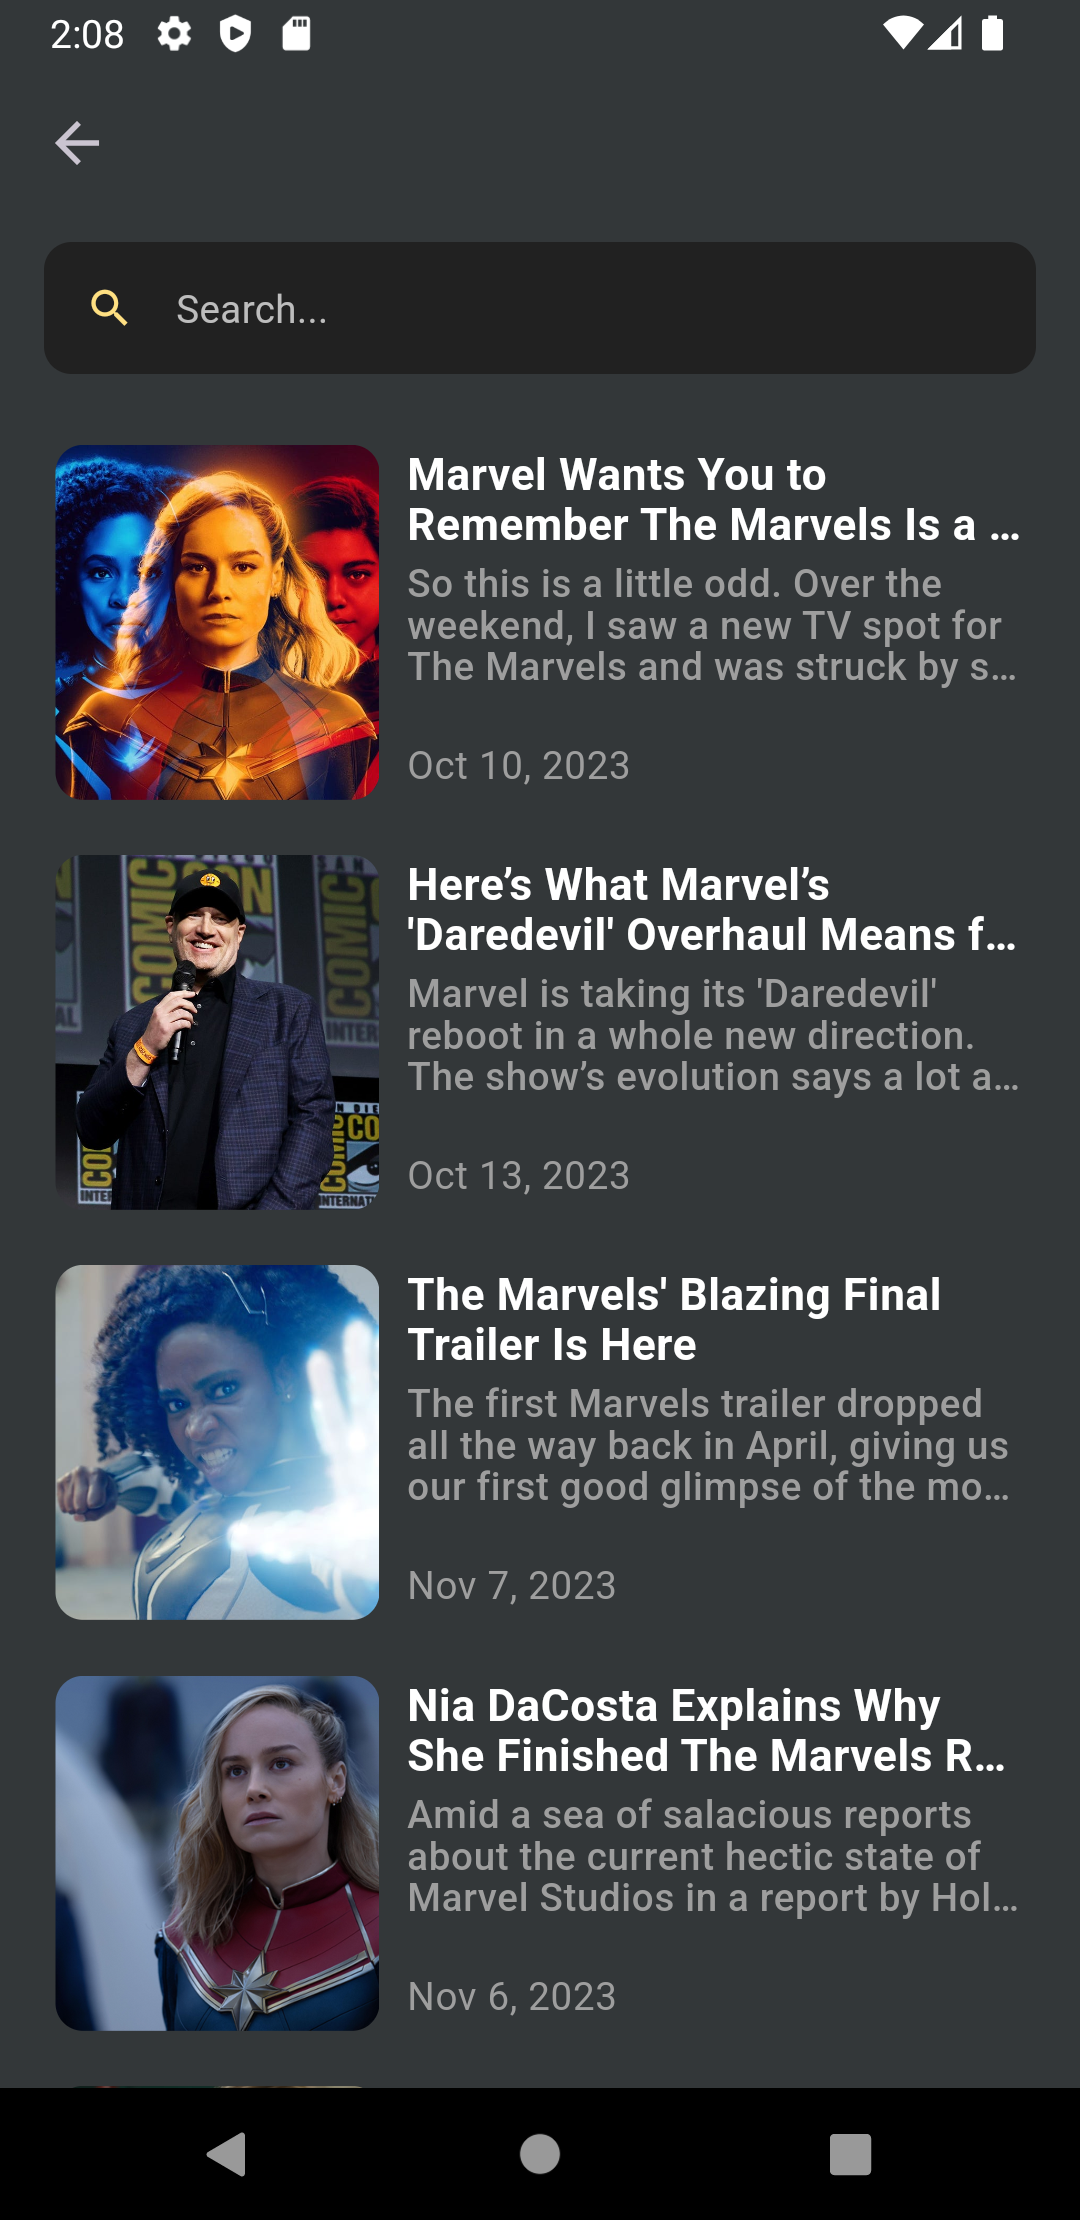 2:08
Search...
Marvel Wants You to
Remember The Marvels Is a ...
So this is a little odd. Over the
weekend, I saw a new TV spot for
The Marvels and was struck by s...
Oct 10, 2023
COMIC
CON
COMIC
INTER
Here’s What Marvel’s
'Daredevil' Overhaul Means f...
Marvel is taking its 'Daredevil'
reboot in a whole new direction.
The show’s evolution says a lot a...
Oct 13, 2023
The Marvels' Blazing Final
Trailer Is Here
The first Marvels trailer dropped
all the way back in April, giving us
our first good glimpse of the mo...
Nov 7, 2023
Nia DaCosta Explains Why
She Finished The Marvels R...
Amid a sea of salacious reports
about the current hectic state of
Marvel Studios in a report by Hol...
Nov 6, 2023